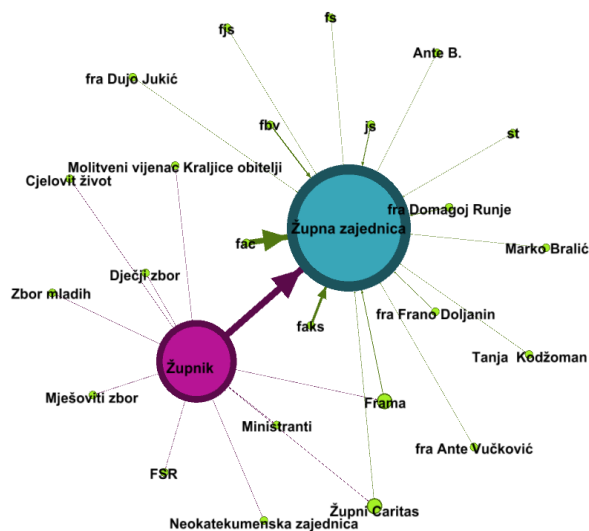 fs
fjs
Ante B.
fra Dujo Jukić
fbv
js
st
Molitveni vijenac Kraljice obitelji
Cjelovit život
fra Domagoj Runje
Župna zajednica
fac
Marko Bralić
Dječji zbor
Zbor mladih
fra Frano Doljanin
faks
Tanja Kodžoman
Župnik
Mješoviti zbor
Frama
Ministranti
fra Ante Vučković
FSR
Župni Caritas
Neokatekumenska zajednica